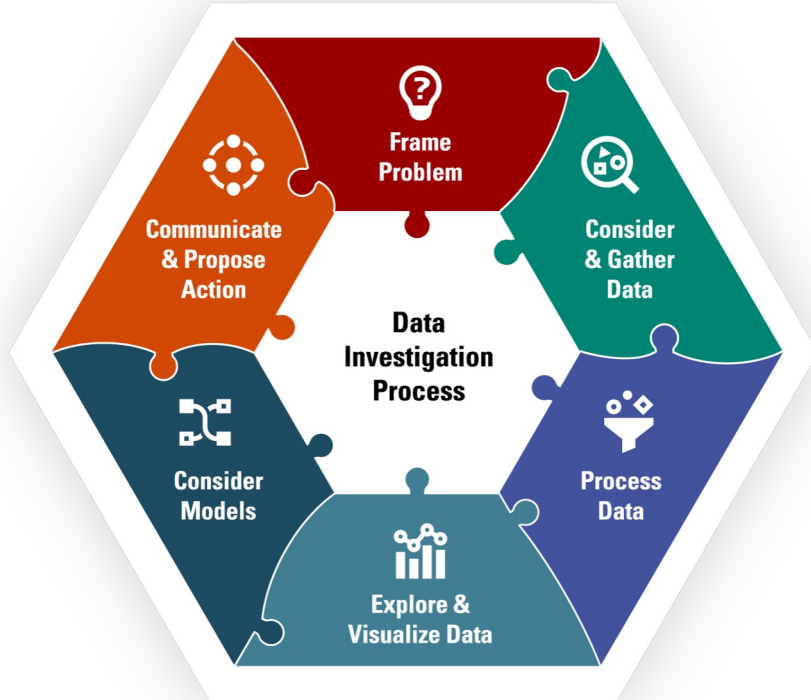 ?
Frame
Problem
Consider
& Gather
Data
Process
Data
Explore &
Visualize Data
Consider
Models
Communicate
& Propose
Action
Data
Investigation
Process